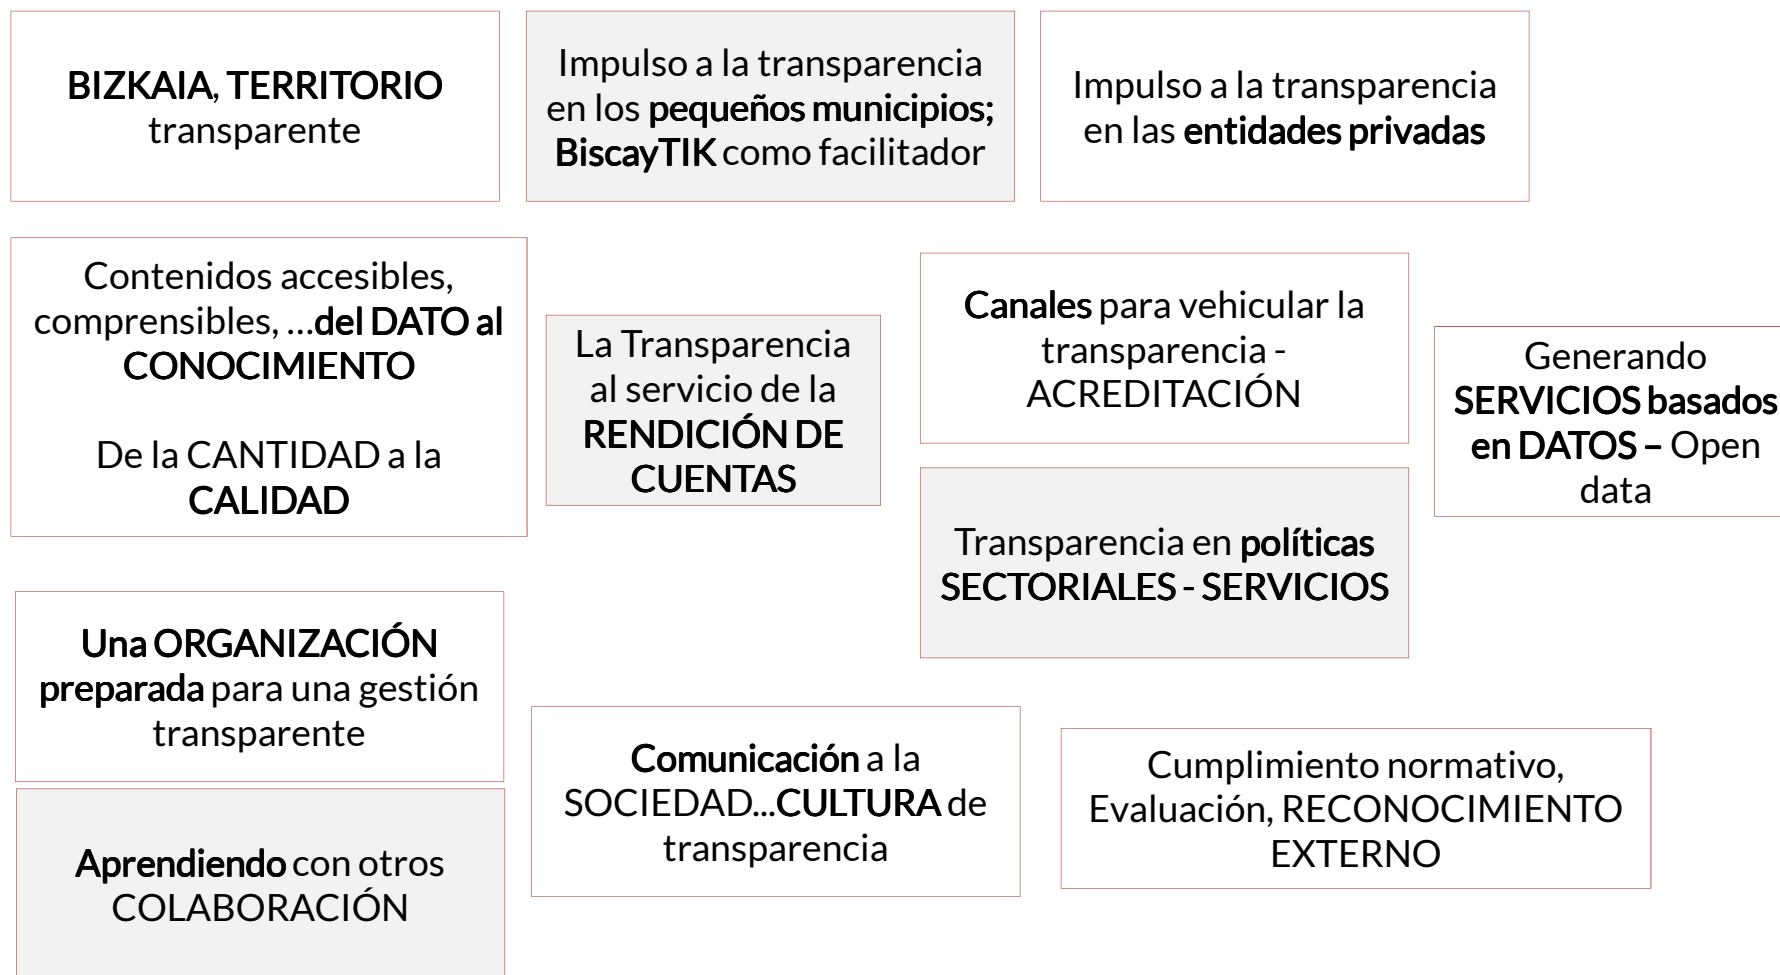 BIZKAIA, TERRITORIO
transparente
Impulso a la transparencia
en los pequeños municipios;
BiscayTIK como facilitador
Impulso a la transparencia
en las entidades privadas
Contenidos accesibles,
comprensibles, ...del DATO al
CONOCIMIENTO
De la CANTIDAD a la
CALIDAD
La Transparencia
al servicio de la
RENDICIÓN DE
CUENTAS
Canales para vehicular la
transparencia -
ACREDITACIÓN
Generando
SERVICIOS basados
en DATOS – Open
data
Transparencia en políticas
SECTORIALES - SERVICIOS
Una ORGANIZACIÓN
preparada para una gestión
transparente
Comunicación a la
SOCIEDAD...CULTURA de
transparencia
Cumplimiento normativo,
Evaluación, RECONOCIMIENTO
EXTERNO
Aprendiendo con otros
COLABORACIÓN